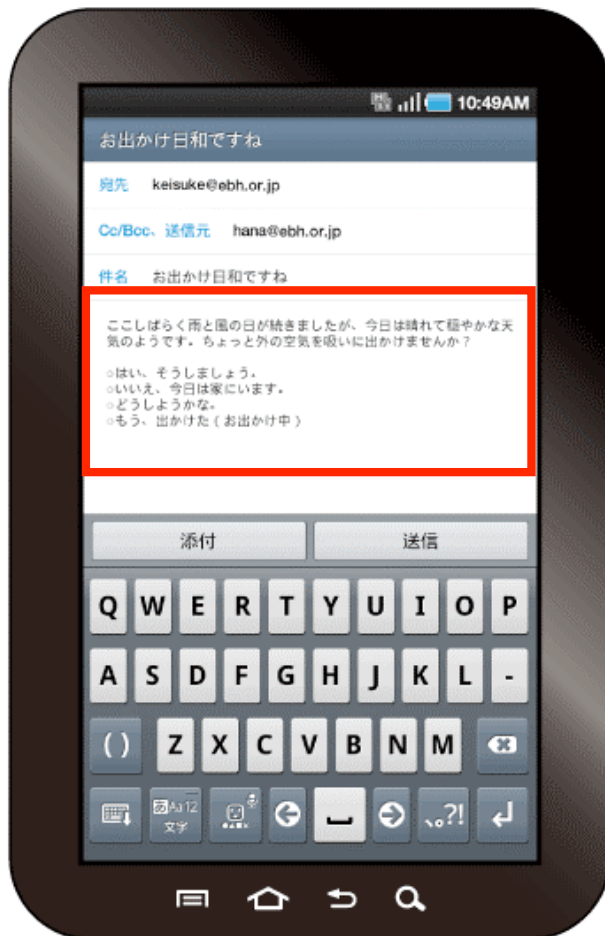 10:49AM
お出かけ日和ですね
宛先 keisuke@ebh.or.jp
Cc/Bcc、送信元 hana@ebh.or.jp
件名 お出かけ日和ですね
ここしばらく雨と風の日が続きましたが、今日は晴れて穏やかな天
気のようです。ちょっと外の空気を吸いに出かけませんか？
○はい、そうしましょう。
○いいえ、今日は家にいます。
○どうしようかな。
○もう、出かけた ( お出かけ中 )
添付 送信
Q W E R T Y U I O P
A S D F G H J K L -
( ) Z X C V B N M
あAa12
文字
、。?!